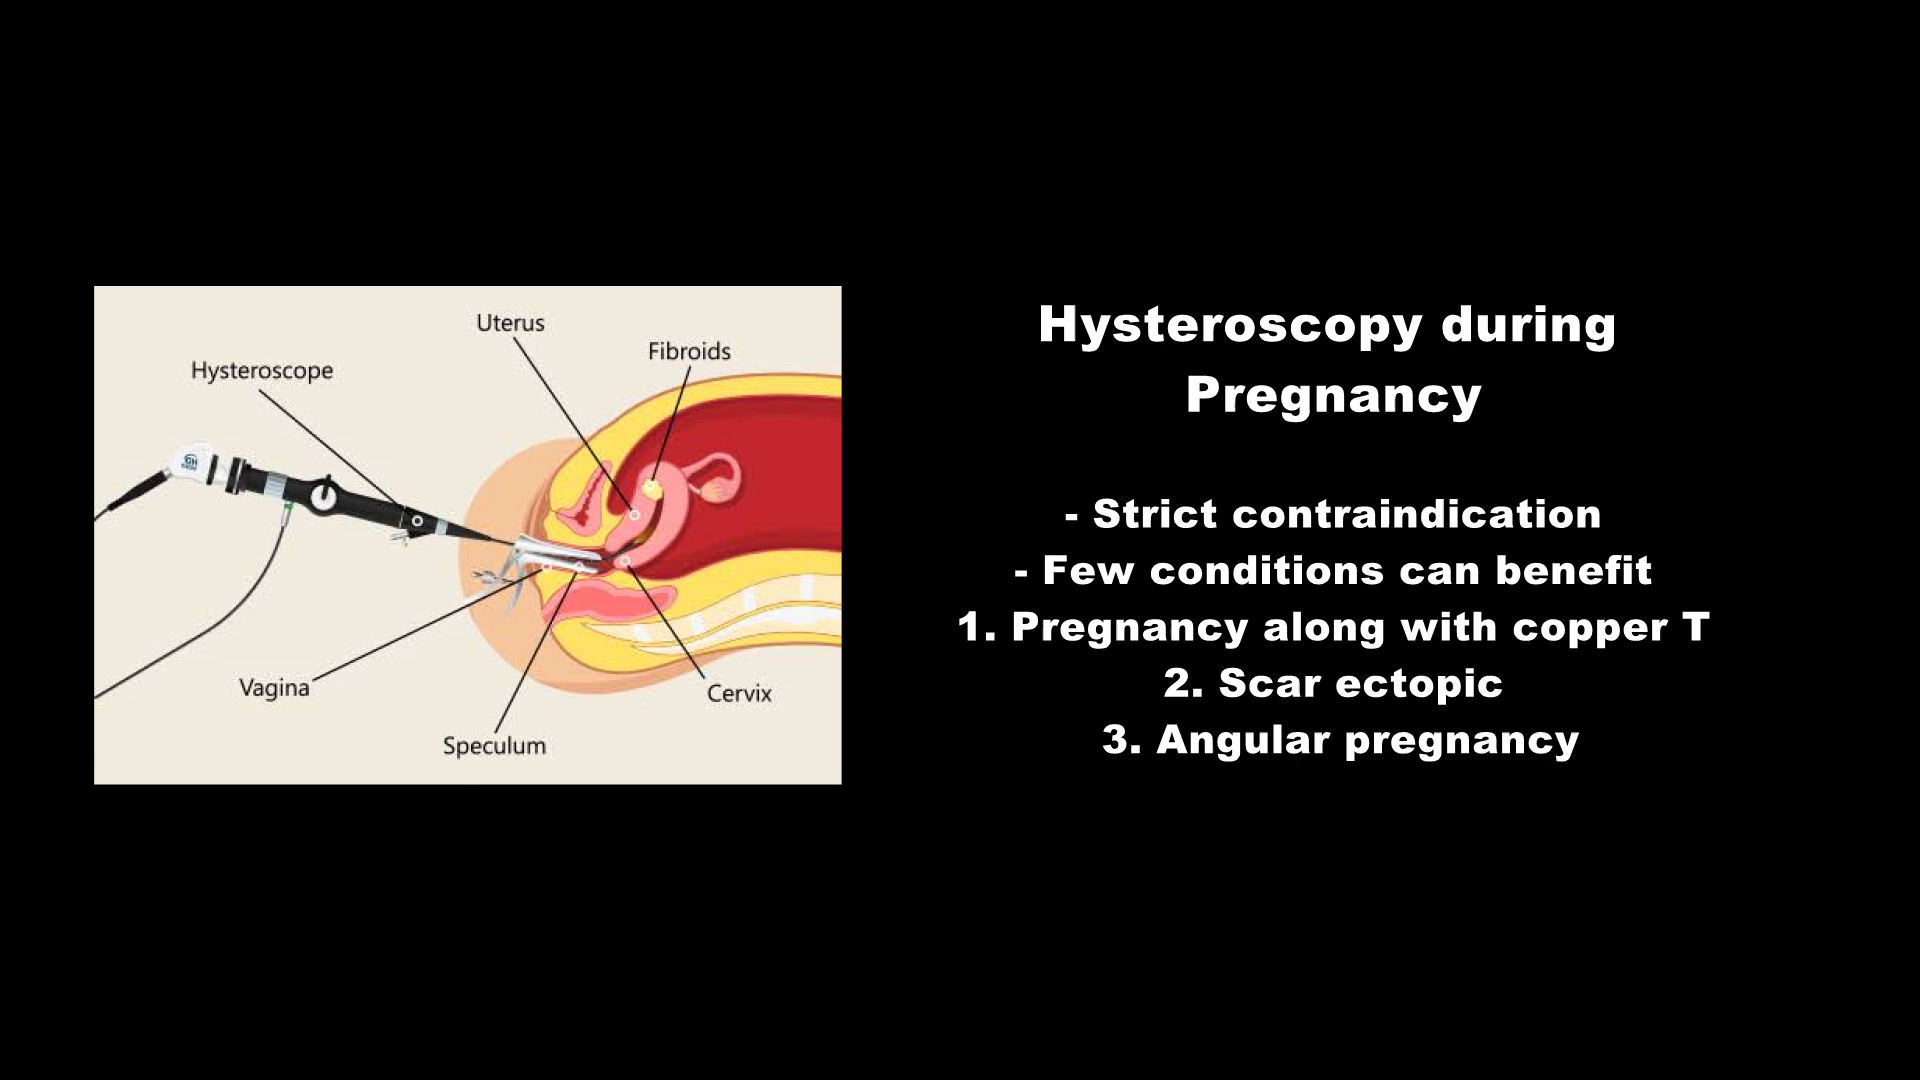 Uterus
Fibroids
Hysteroscope
Vagina
Cervix
Speculum
Hysteroscopy during
Pregnancy
- Strict contraindication
- Few conditions can benefit
1. Pregnancy along with copper T
2. Scar ectopic
3. Angular pregnancy